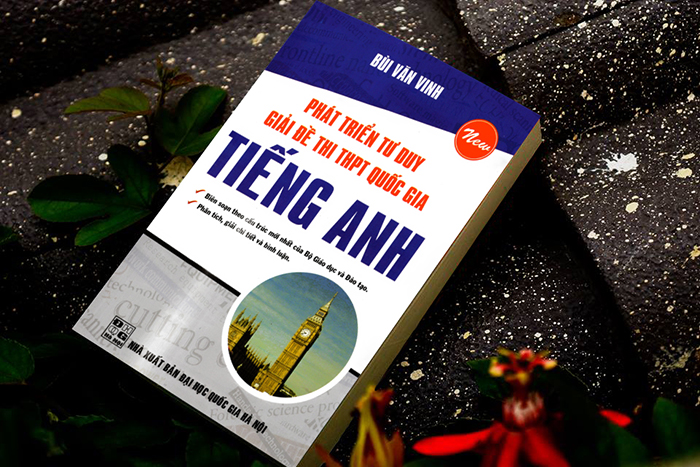 BÙI VĂN VINH
New
PHÁT TRIỂN TƯ DUY
GIẢI ĐỀ THI THPT QUỐC GIA
TIẾNG ANH
Biên soạn theo cấu trúc mới nhất của Bộ Giáo dục và Đào tạo.
Phân tích, giải chi tiết và bình luận.
cutting
HÀ NỘI
NHÀ XUẤT BẢN ĐẠI HỌC QUỐC GIA HÀ NỘI